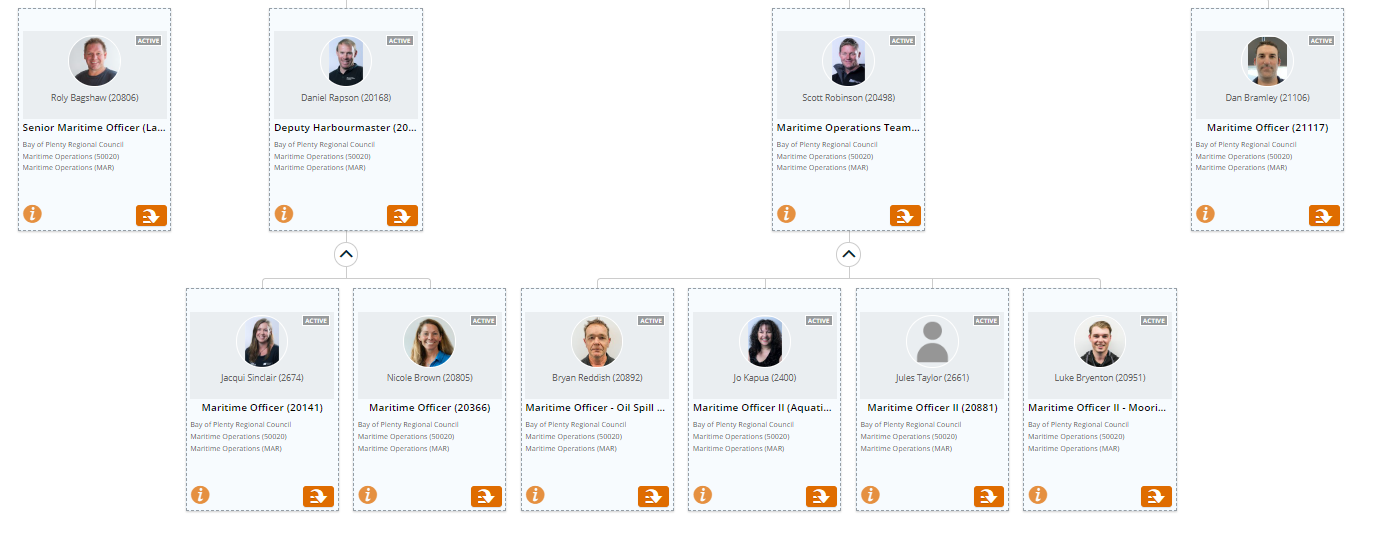 ACTIVE
Roly Bagshaw (20806)
Senior Maritime Officer (La...
Bay of Plenty Regional Council
Maritime Operations (50020)
Maritime Operations (MAR)
i
ACTIVE
Daniel Rapson (20168)
Deputy Harbourmaster (20...
Bay of Plenty Regional Council
Maritime Operations (50020)
Maritime Operations (MAR)
i
ACTIVE
Scott Robinson (20498)
Maritime Operations Team...
Bay of Plenty Regional Council
Maritime Operations (50020)
Maritime Operations (MAR)
i
ACTIVE
Dan Bramley (21106)
Maritime Officer (21117)
Bay of Plenty Regional Council
Maritime Operations (50020)
Maritime Operations (MAR)
i
ACTIVE
Jacqui Sinclair (2674)
Maritime Officer (20141)
Bay of Plenty Regional Council
Maritime Operations (50020)
Maritime Operations (MAR)
i
ACTIVE
Nicole Brown (20805)
Maritime Officer (20366)
Bay of Plenty Regional Council
Maritime Operations (50020)
Maritime Operations (MAR)
i
ACTIVE
Bryan Reddish (20892)
Maritime Officer - Oil Spill ...
Bay of Plenty Regional Council
Maritime Operations (50020)
Maritime Operations (MAR)
i
ACTIVE
Jo Kapua (2400)
Maritime Officer II (Aquati...
Bay of Plenty Regional Council
Maritime Operations (50020)
Maritime Operations (MAR)
i
ACTIVE
Jules Taylor (2661)
Maritime Officer II (20881)
Bay of Plenty Regional Council
Maritime Operations (50020)
Maritime Operations (MAR)
i
ACTIVE
Luke Bryenton (20951)
Maritime Officer II - Moori...
Bay of Plenty Regional Council
Maritime Operations (50020)
Maritime Operations (MAR)
i